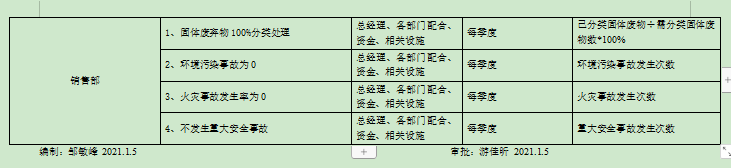 销售部
1、固体废弃物100%分类处理
总经理、各部门配合、
资金、相关设施
每季度
已分类固体废物÷需分类固体废
物数*100%
2、环境污染事故为0
总经理、各部门配合、
资金、相关设施
每季度
环境污染事故发生次数
3、火灾事故发生率为0
总经理、各部门配合、
资金、相关设施
每季度
火灾事故发生次数
4、不发生重大安全事故
总经理、各部门配合、
资金、相关设施
每季度
重大安全事故发生次数
编制：邹敏峰 2021.1.5
审批：游佳昕 2021.1.5